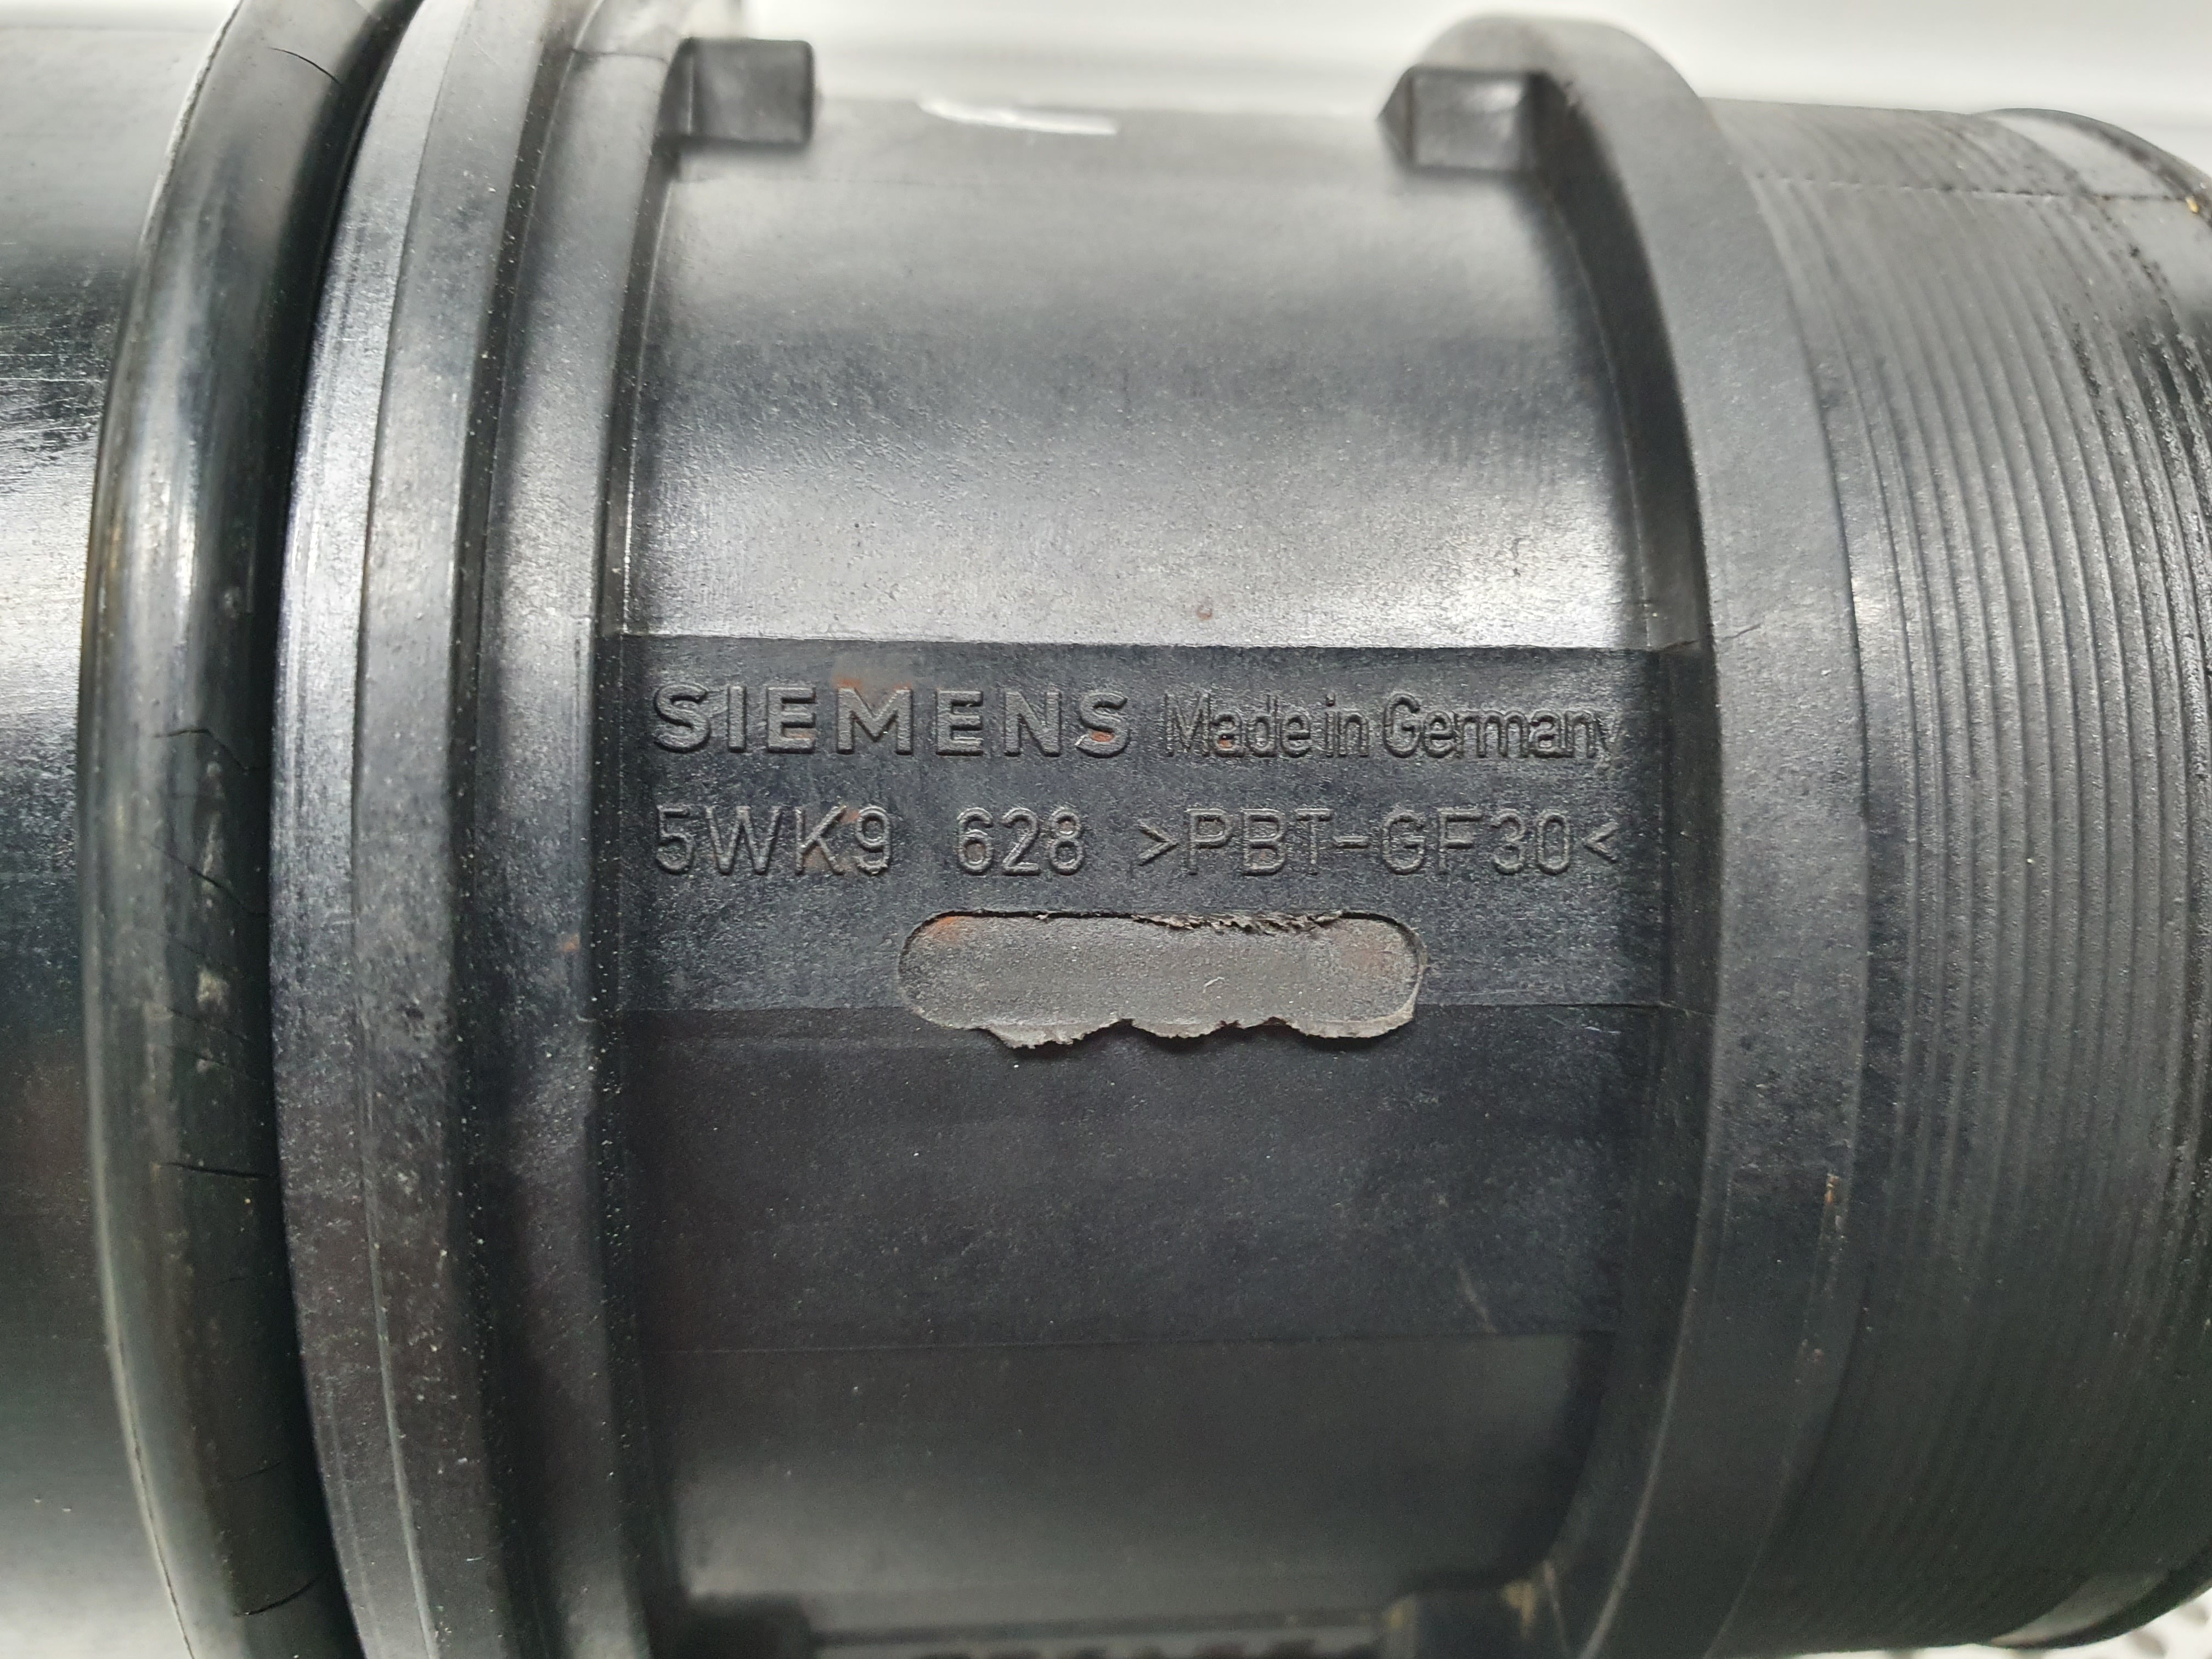 SIEMENS Made in Germany
5WK9 628 >PBT-GF30<